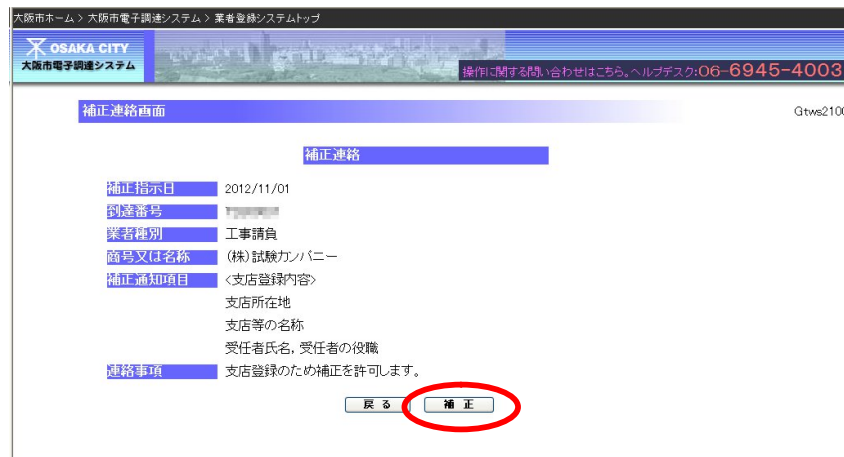 大阪市ホーム > 大阪市電子調達システム > 業者登録システムトップ
OSAKA CITY
大阪市電子調達システム
操作に関する問い合わせはこちら。ヘルプデスク:06-6945-4003
補正連絡画面
Gtws2100
補正連絡
補正指示日 2012/11/01
到達番号
業者種別 工事請負
商号又は名称 (株)試験カンパニー
補正通知項目 <支店登録内容>
支店所在地
支店等の名称
受任者氏名, 受任者の役職
連絡事項 支店登録のため補正を許可します。
戻 る 補 正